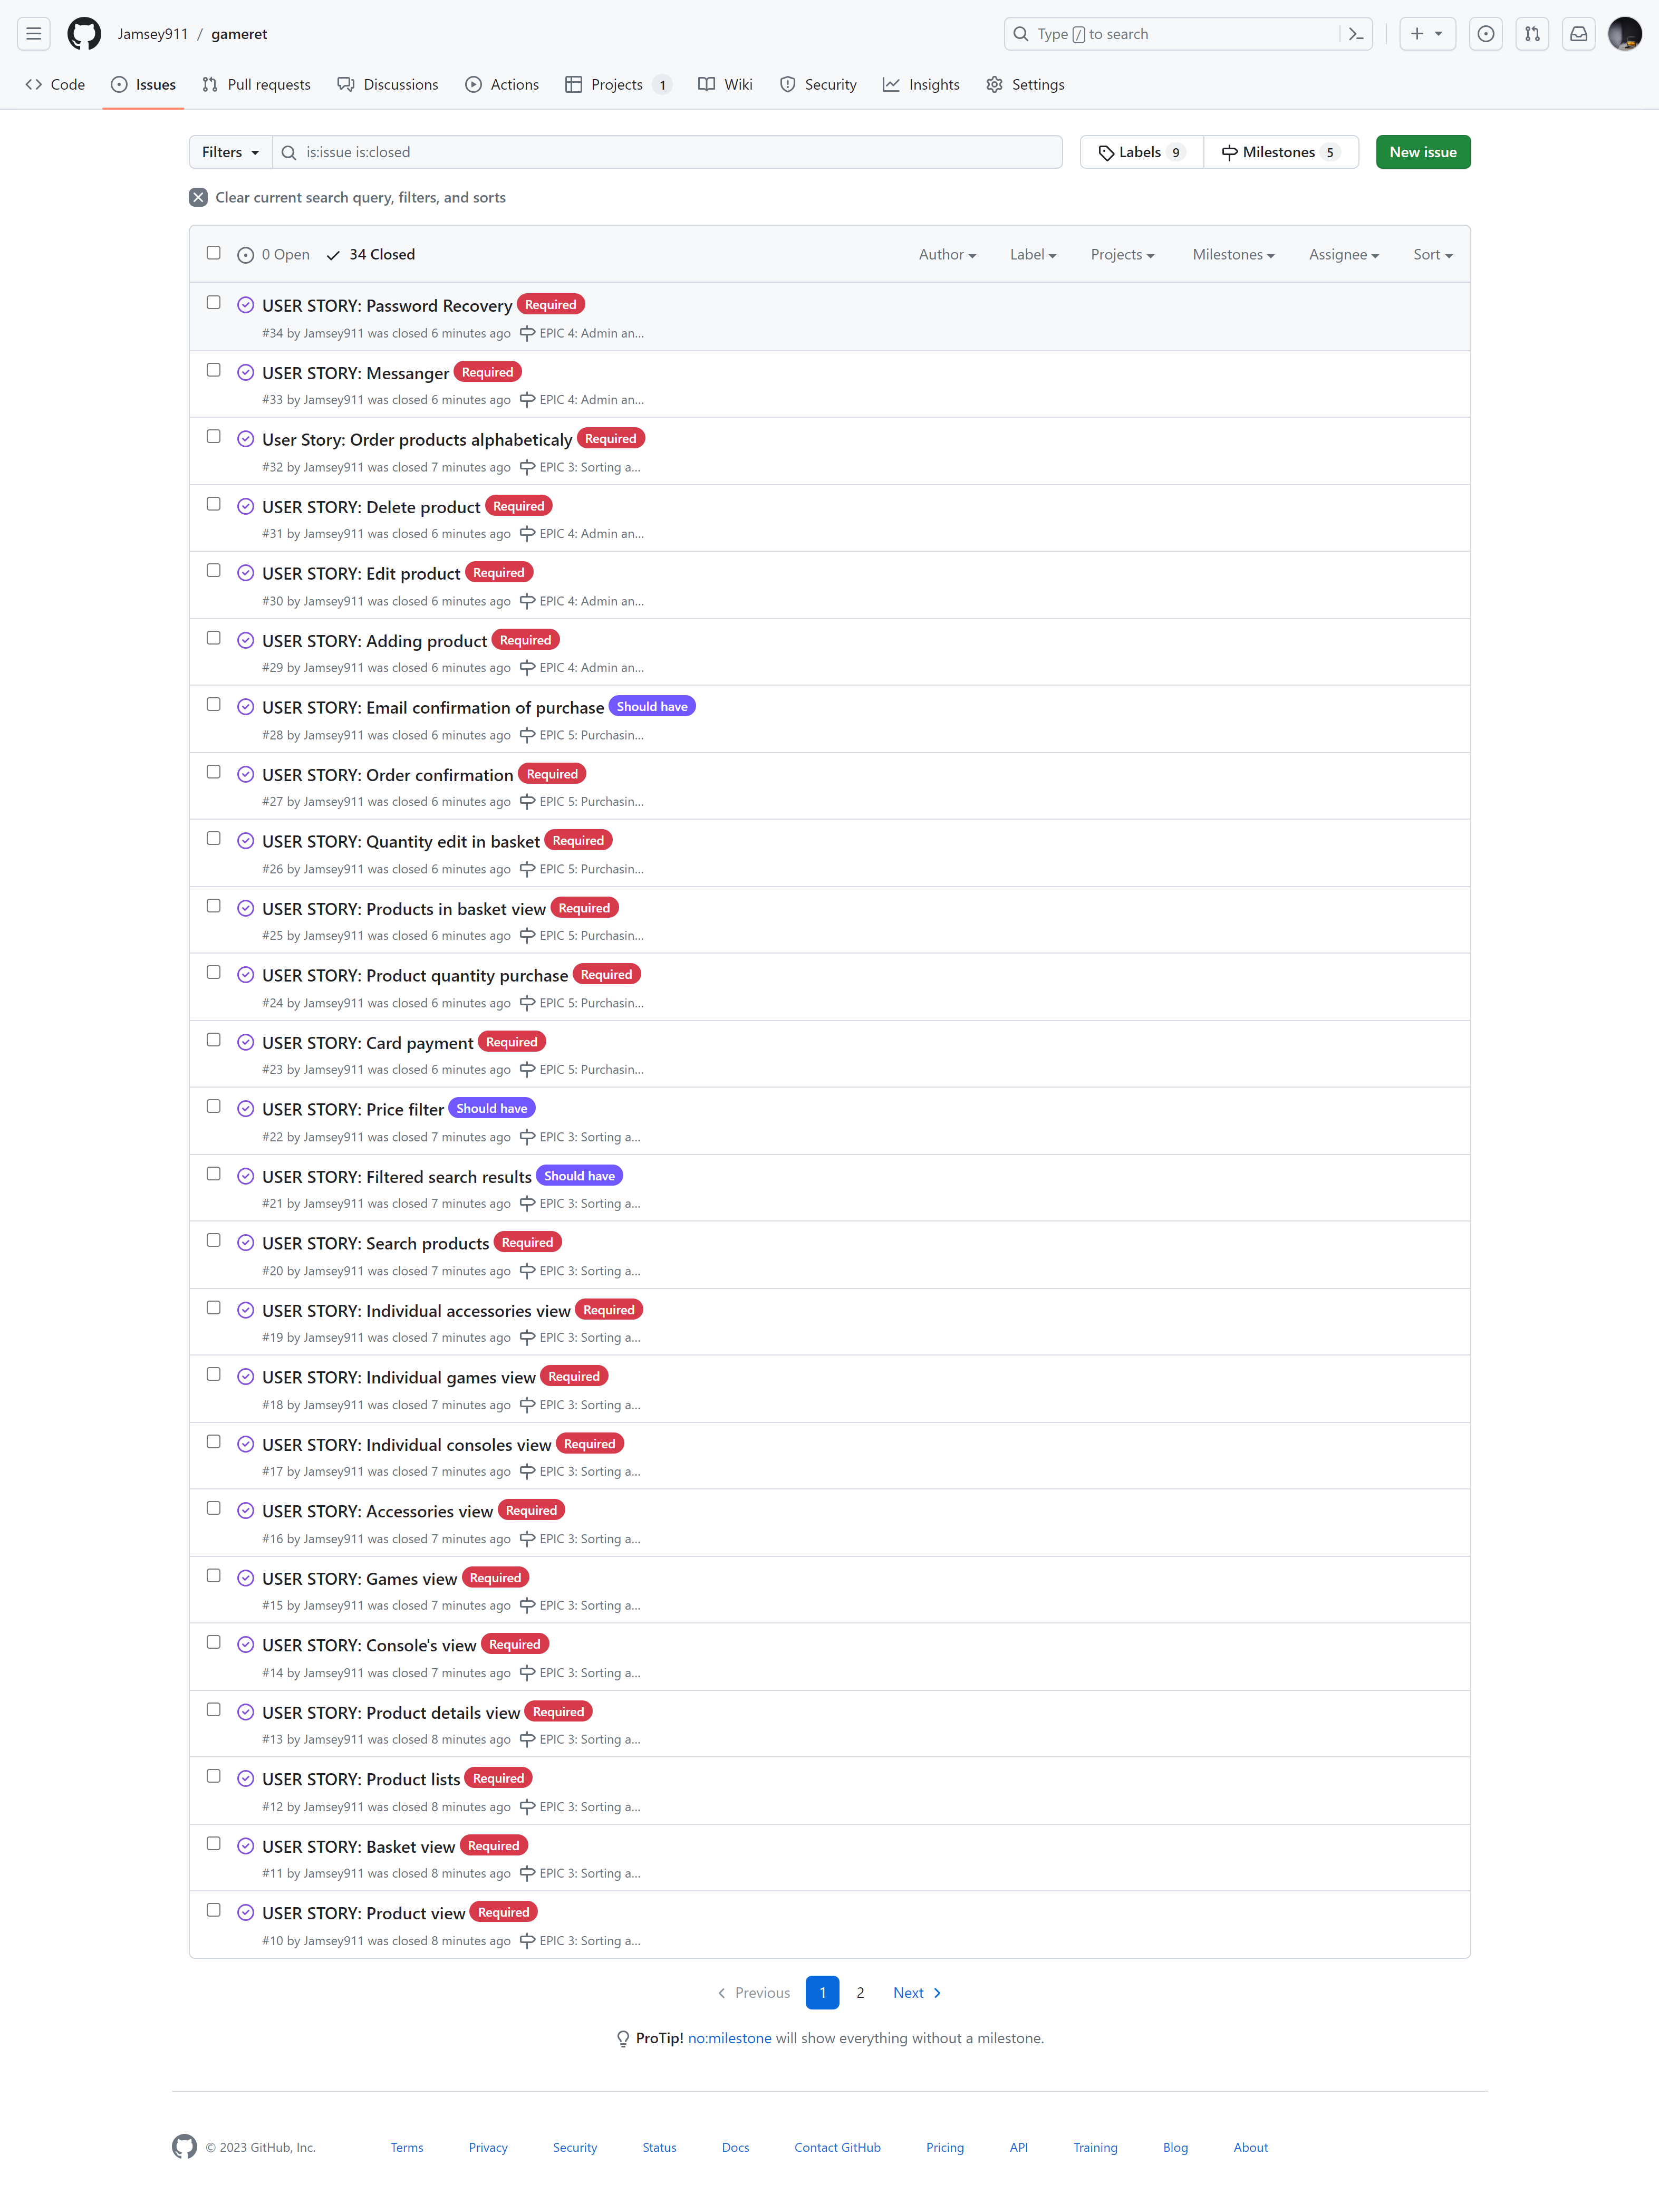 Jamsey911 / gameret
Type / to search
Code Issues Pull requests Discussions Actions Projects 1 Wiki Security Insights Settings
Filters is:issue is:closed Labels 9 Milestones 5 New issue
Clear current search query, filters, and sorts
0 Open 34 Closed Author Label Projects Milestones Assignee Sort
USER STORY: Password Recovery Required
#34 by Jamsey911 was closed 6 minutes ago EPIC 4: Admin an...
USER STORY: Messanger Required
#33 by Jamsey911 was closed 6 minutes ago EPIC 4: Admin an...
User Story: Order products alphabeticaly Required
#32 by Jamsey911 was closed 7 minutes ago EPIC 3: Sorting a...
USER STORY: Delete product Required
#31 by Jamsey911 was closed 6 minutes ago EPIC 4: Admin an...
USER STORY: Edit product Required
#30 by Jamsey911 was closed 6 minutes ago EPIC 4: Admin an...
USER STORY: Adding product Required
#29 by Jamsey911 was closed 6 minutes ago EPIC 4: Admin an...
USER STORY: Email confirmation of purchase Should have
#28 by Jamsey911 was closed 6 minutes ago EPIC 5: Purchasin...
USER STORY: Order confirmation Required
#27 by Jamsey911 was closed 6 minutes ago EPIC 5: Purchasin...
USER STORY: Quantity edit in basket Required
#26 by Jamsey911 was closed 6 minutes ago EPIC 5: Purchasin...
USER STORY: Products in basket view Required
#25 by Jamsey911 was closed 6 minutes ago EPIC 5: Purchasin...
USER STORY: Product quantity purchase Required
#24 by Jamsey911 was closed 6 minutes ago EPIC 5: Purchasin...
USER STORY: Card payment Required
#23 by Jamsey911 was closed 6 minutes ago EPIC 5: Purchasin...
USER STORY: Price filter Should have
#22 by Jamsey911 was closed 7 minutes ago EPIC 3: Sorting a...
USER STORY: Filtered search results Should have
#21 by Jamsey911 was closed 7 minutes ago EPIC 3: Sorting a...
USER STORY: Search products Required
#20 by Jamsey911 was closed 7 minutes ago EPIC 3: Sorting a...
USER STORY: Individual accessories view Required
#19 by Jamsey911 was closed 7 minutes ago EPIC 3: Sorting a...
USER STORY: Individual games view Required
#18 by Jamsey911 was closed 7 minutes ago EPIC 3: Sorting a...
USER STORY: Individual consoles view Required
#17 by Jamsey911 was closed 7 minutes ago EPIC 3: Sorting a...
USER STORY: Accessories view Required
#16 by Jamsey911 was closed 7 minutes ago EPIC 3: Sorting a...
USER STORY: Games view Required
#15 by Jamsey911 was closed 7 minutes ago EPIC 3: Sorting a...
USER STORY: Console's view Required
#14 by Jamsey911 was closed 7 minutes ago EPIC 3: Sorting a...
USER STORY: Product details view Required
#13 by Jamsey911 was closed 8 minutes ago EPIC 3: Sorting a...
USER STORY: Product lists Required
#12 by Jamsey911 was closed 8 minutes ago EPIC 3: Sorting a...
USER STORY: Basket view Required
#11 by Jamsey911 was closed 8 minutes ago EPIC 3: Sorting a...
USER STORY: Product view Required
#10 by Jamsey911 was closed 8 minutes ago EPIC 3: Sorting a...
Previous 1 2 Next
ProTip! no:milestone will show everything without a milestone.
© 2023 GitHub, Inc. Terms Privacy Security Status Docs Contact GitHub Pricing API Training Blog About